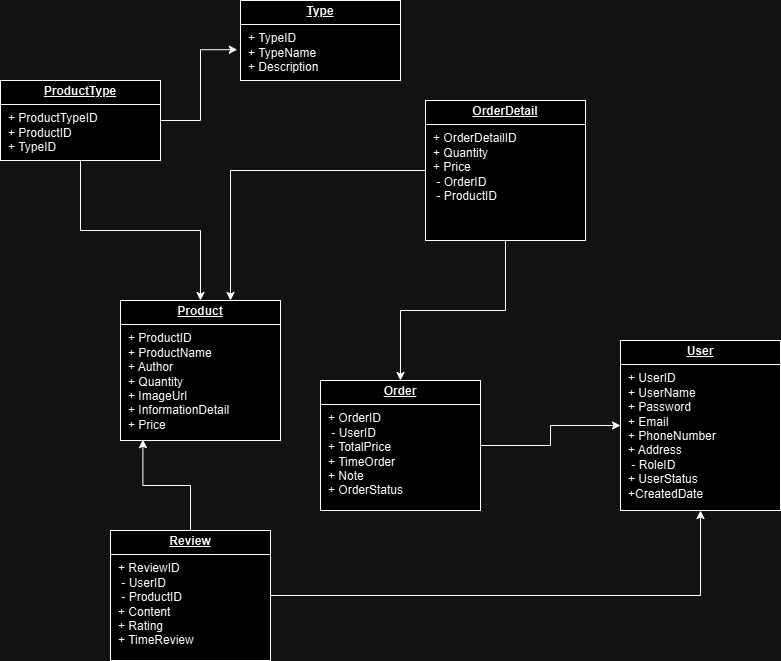 Type
+ TypeID
+ TypeName
+ Description
ProductType
+ ProductTypeID
+ ProductID
+ TypeID
OrderDetail
+ OrderDetailID
+ Quantity
+ Price
- OrderID
- ProductID
Product
+ ProductID
+ ProductName
+ Author
+ Quantity
+ ImageUrl
+ InformationDetail
+ Price
Order
+ OrderID
- UserID
+ TotalPrice
+ TimeOrder
+ Note
+ OrderStatus
User
+ UserID
+ UserName
+ Password
+ Email
+ PhoneNumber
+ Address
- RoleID
+ UserStatus
+CreatedDate
Review
+ ReviewID
- UserID
- ProductID
+ Content
+ Rating
+ TimeReview